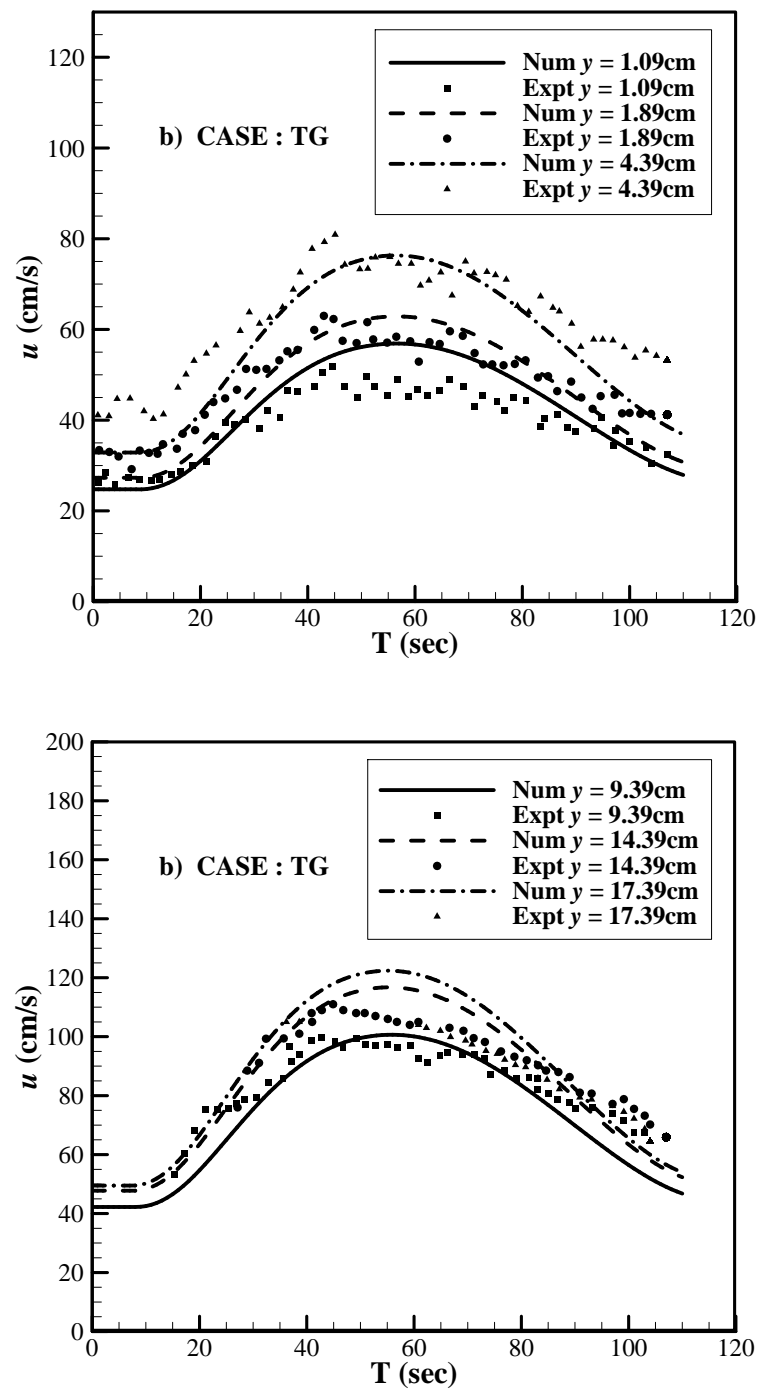 120
100
80
60
40
20
0
u (cm/s)
b) CASE : TG
Num y = 1.09cm
Expt y = 1.09cm
Num y = 1.89cm
Expt y = 1.89cm
Num y = 4.39cm
Expt y = 4.39cm
0 20 40 60 80 100 120
T (sec)
200
180
160
140
120
100
80
60
40
20
0
u (cm/s)
b) CASE : TG
Num y = 9.39cm
Expt y = 9.39cm
Num y = 14.39cm
Expt y = 14.39cm
Num y = 17.39cm
Expt y = 17.39cm
0 20 40 60 80 100 120
T (sec)